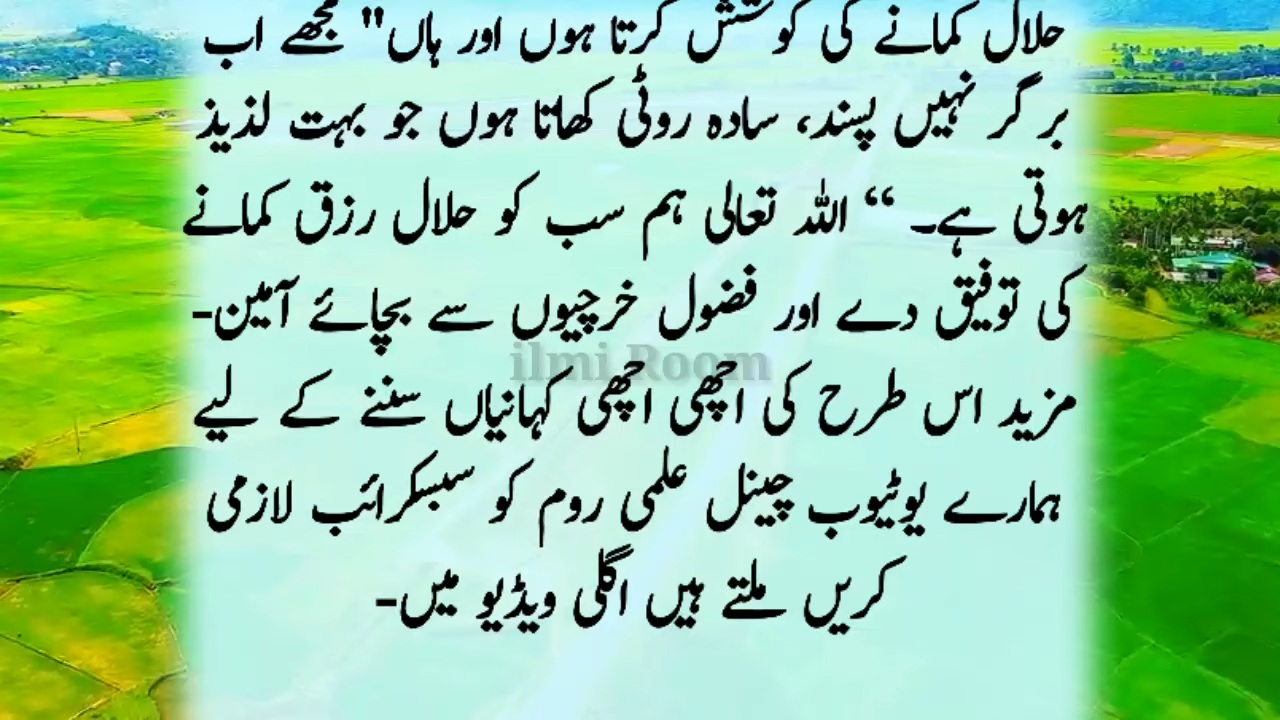 حلال کمانے کی کوشش کرتا ہوں اور ہاں" مجھے اب
برگر نہیں پسند، سادہ روٹی کھاتا ہوں جو بہت لذیذ
ہوتی ہے۔ “ اللہ تعالی ہم سب کو حلال رزق کمانے
کی توفیق دے اور فضول خرچیوں سے بچائے آمین-
ilmi Room
مزید اس طرح کی اچھی اچھی کہانیاں سننے کے لیے
ہمارے یوٹیوب چینل علمی روم کو سبسکرائب لازمی
کریں ملتے ہیں اگلی ویڈیو میں-